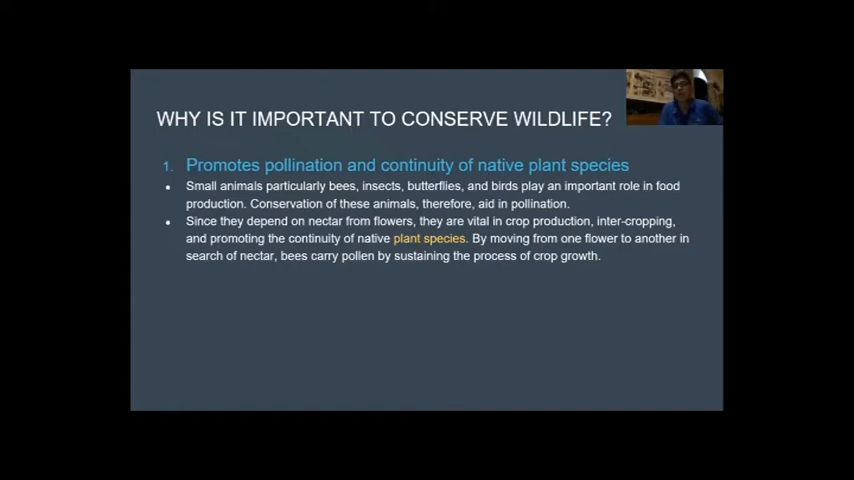 WHY IS IT IMPORTANT TO CONSERVE WILDLIFE?
1. Promotes pollination and continuity of native plant species
• Small animals particularly bees, insects, butterflies, and birds play an important role in food
production. Conservation of these animals, therefore, aid in pollination.
• Since they depend on nectar from flowers, they are vital in crop production, inter-cropping,
and promoting the continuity of native plant species. By moving from one flower to another in
search of nectar, bees carry pollen by sustaining the process of crop growth.